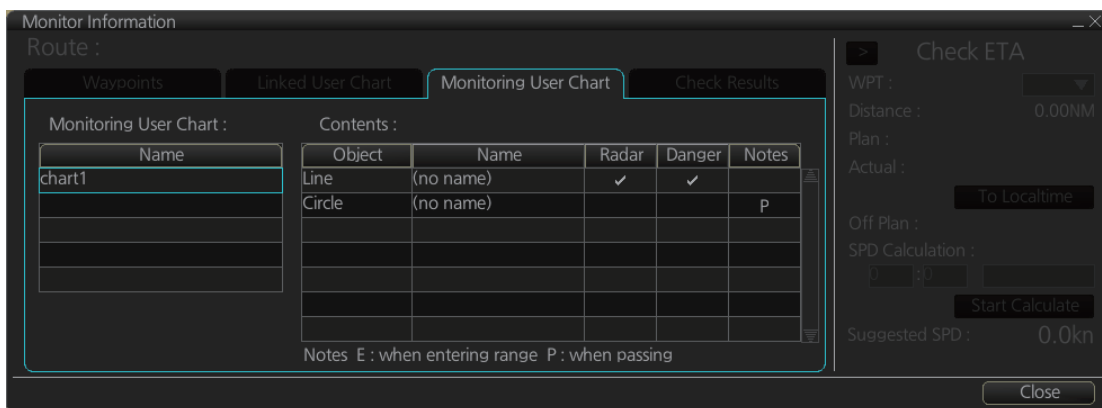 Monitor Information
Route :
Waypoints Linked User Chart Monitoring User Chart Check Results
Monitoring User Chart : Contents :
Name Object Name Radar Danger Notes
chart1 Line (no name) ✓ ✓
Circle (no name) P
Notes E : when entering range P : when passing
> Check ETA
WPT :
Distance : 0.00NM
Plan :
Actual :
To Localtime
Off Plan :
SPD Calculation :
0 :0
Start Calculate
Suggested SPD : 0.0kn
Close